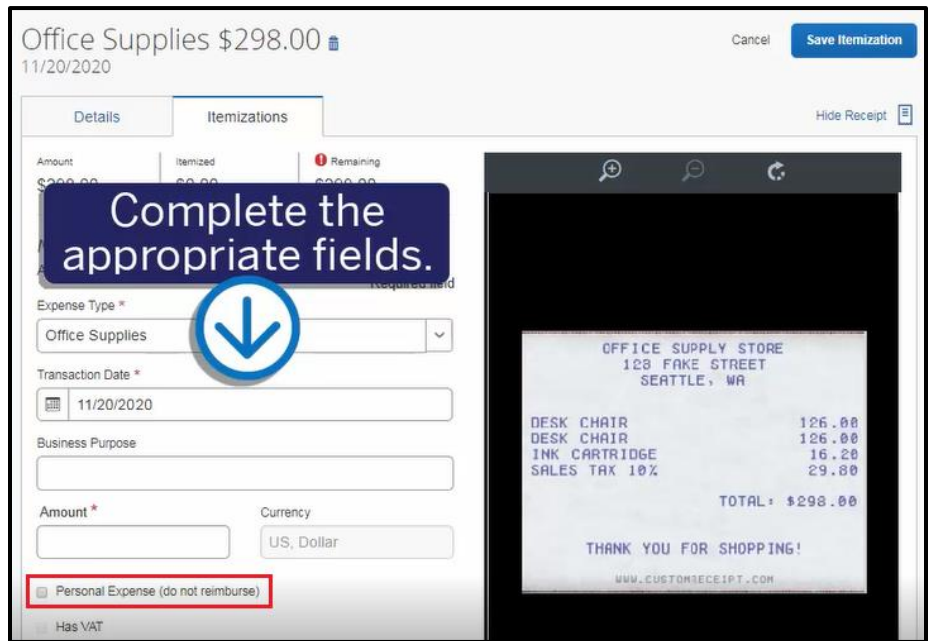 Office Supplies $298.00
11/20/2020
Cancel
Save Itemization
Details
Itemizations
Hide Receipt
Amount
Itemized
Remaining
Complete the
appropriate fields.
Required field
Expense Type *
Office Supplies
Transaction Date *
11/20/2020
Business Purpose
Amount *
Currency
US, Dollar
Personal Expense (do not reimburse)
Has VAT
OFFICE SUPPLY STORE
123 FAKE STREET
SEATTLE, WA
DESK CHAIR 126.00
DESK CHAIR 126.00
INK CARTRIDGE 16.20
SALES TAX 10% 29.80
TOTAL: $298.00
THANK YOU FOR SHOPPING!
WWW.CUSTOMRECEIPT.COM